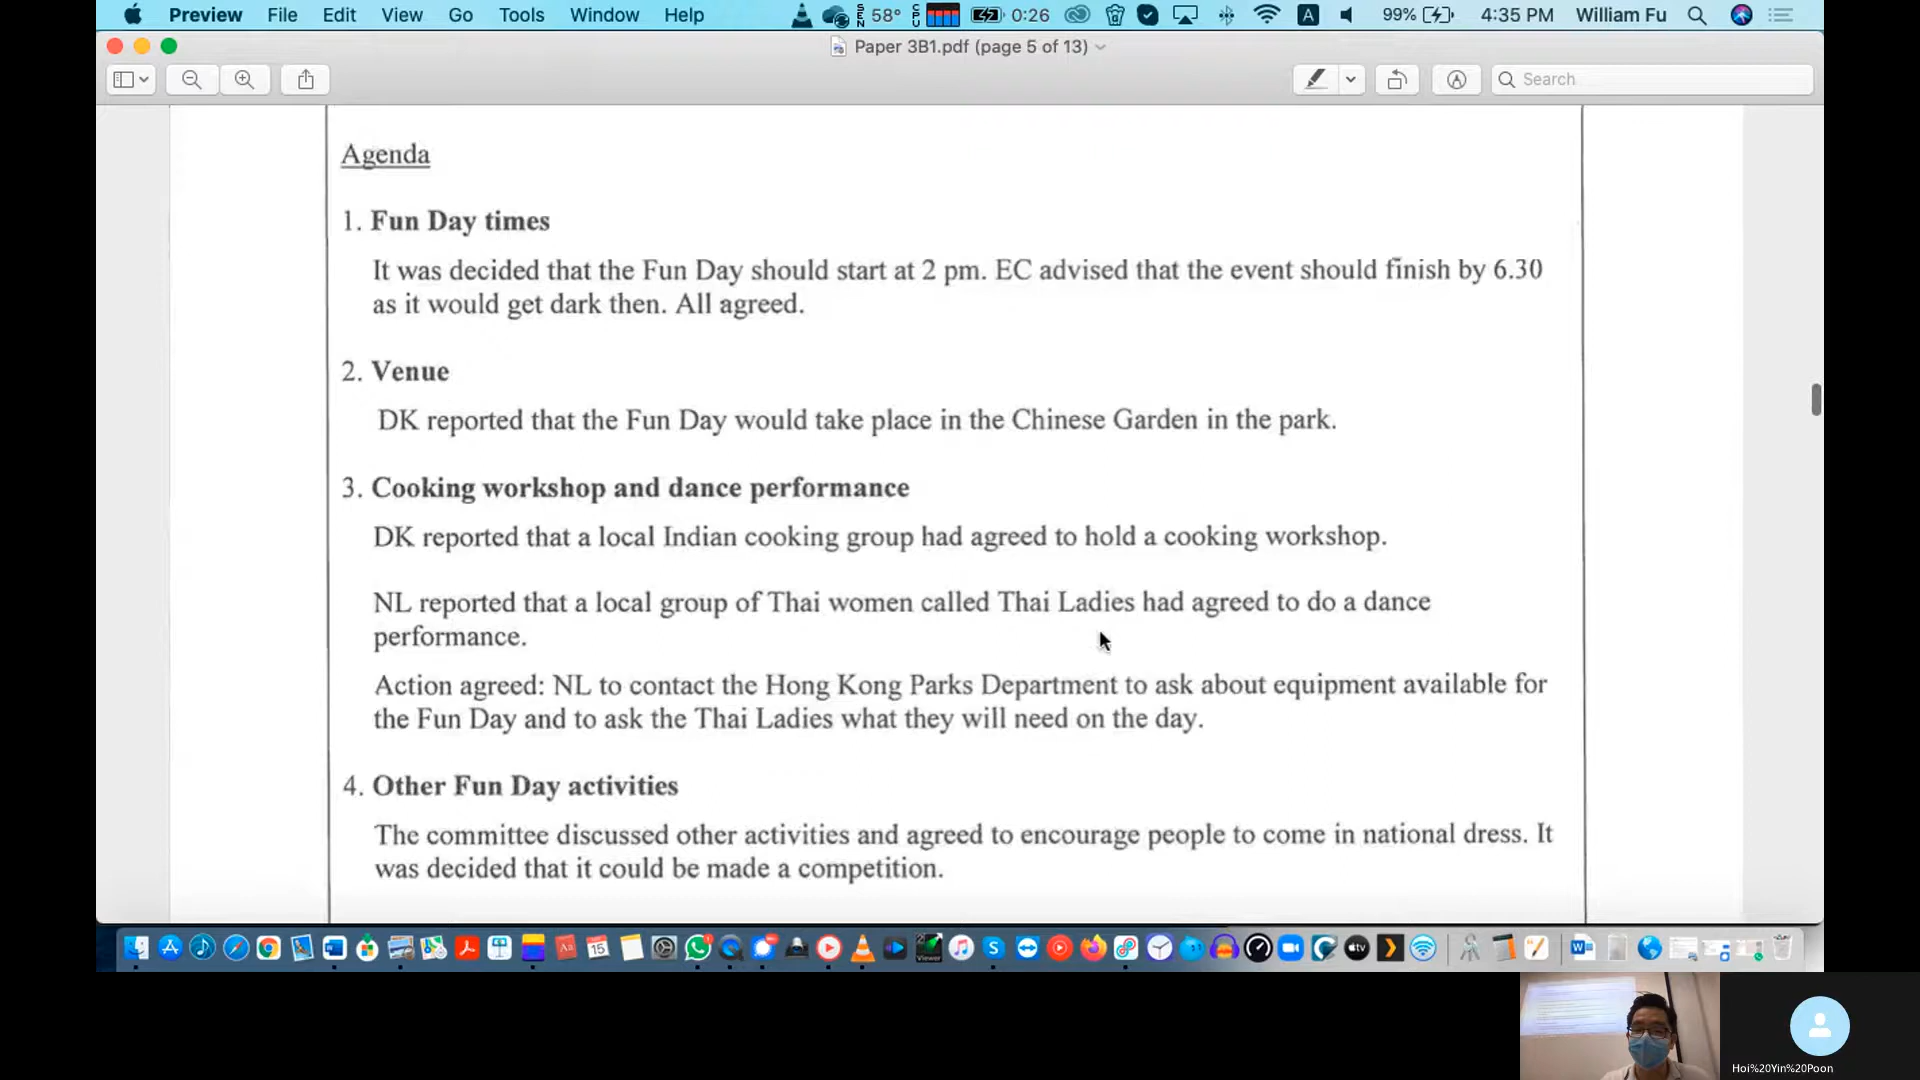 Preview File Edit View Go Tools Window Help SEN 58° CPU 0:26 A 99% 4:35 PM William Fu
Paper 3B1.pdf (page 5 of 13)
Search
Agenda
1. Fun Day times
It was decided that the Fun Day should start at 2 pm. EC advised that the event should finish by 6.30
as it would get dark then. All agreed.
2. Venue
DK reported that the Fun Day would take place in the Chinese Garden in the park.
3. Cooking workshop and dance performance
DK reported that a local Indian cooking group had agreed to hold a cooking workshop.
NL reported that a local group of Thai women called Thai Ladies had agreed to do a dance
performance.
Action agreed: NL to contact the Hong Kong Parks Department to ask about equipment available for
the Fun Day and to ask the Thai Ladies what they will need on the day.
4. Other Fun Day activities
The committee discussed other activities and agreed to encourage people to come in national dress. It
was decided that it could be made a competition.
Hoi%20Yin%20Poon